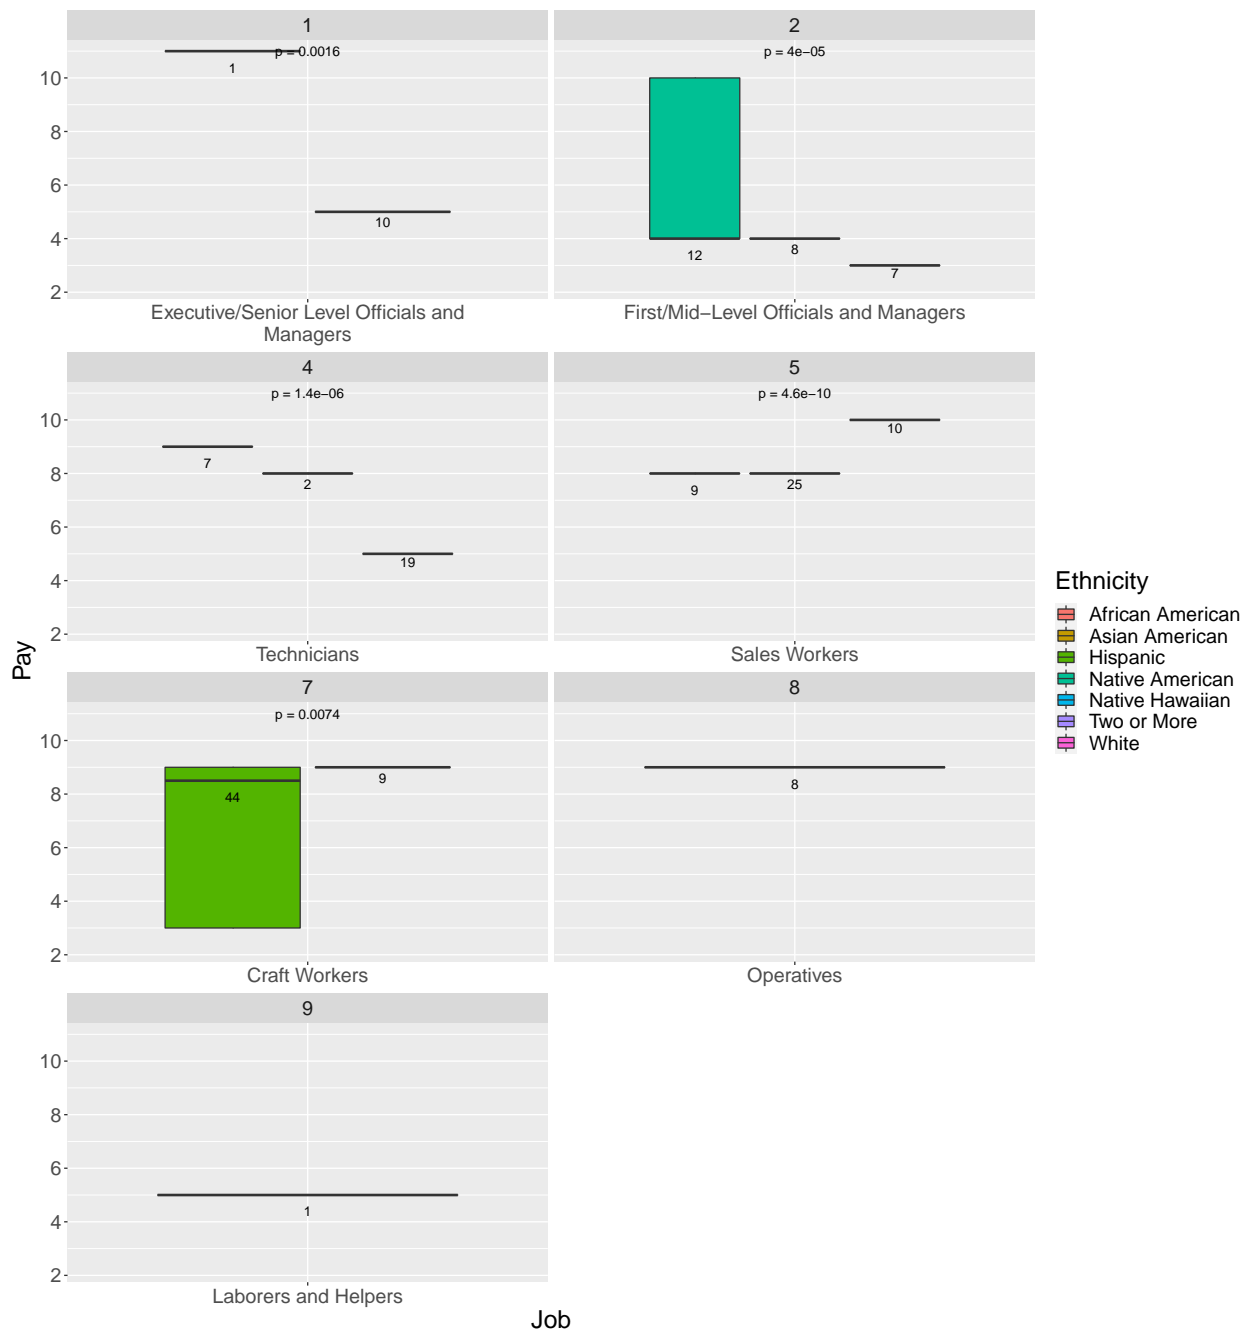 1
2
p = 0.0016
p = 4e−05
10
8
6
4
2
1
10
12
8
7
Executive/Senior Level Officials and
Managers
First/Mid−Level Officials and Managers
4
5
p = 1.4e−06
p = 4.6e−10
10
8
6
4
2
7
2
19
9
25
10
Technicians
Sales Workers
7
8
p = 0.0074
10
8
6
4
2
44
9
8
Craft Workers
Operatives
9
10
8
6
4
2
1
Laborers and Helpers
Job
Pay
Ethnicity
African American
Asian American
Hispanic
Native American
Native Hawaiian
Two or More
White